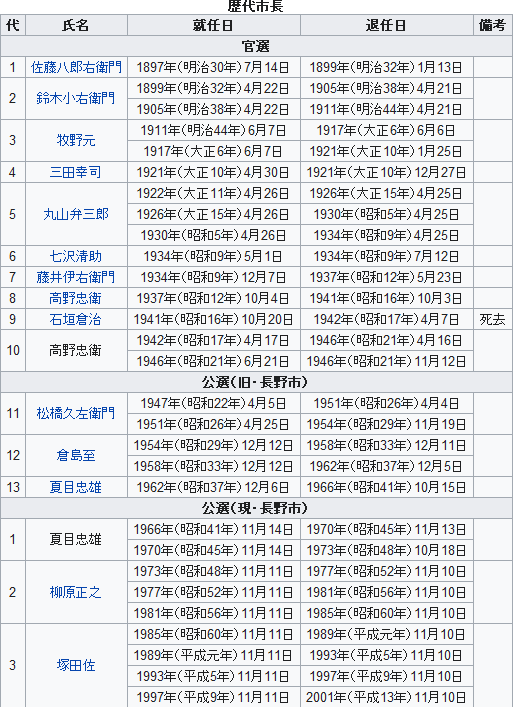 歴代市長
代 氏名 就任日 退任日 備考
官選
1 佐藤八郎右衛門 1897年(明治30年)7月14日 1899年(明治32年)1月13日
2 鈴木小右衛門 1899年(明治32年)4月22日 1905年(明治38年)4月21日
1905年(明治38年)4月22日 1911年(明治44年)4月21日
3 牧野元 1911年(明治44年)6月7日 1917年(大正6年)6月6日
1917年(大正6年)6月7日 1921年(大正10年)1月25日
4 三田幸司 1921年(大正10年)4月30日 1921年(大正10年)12月27日
5 丸山弁三郎 1922年(大正11年)4月26日 1926年(大正15年)4月25日
1926年(大正15年)4月26日 1930年(昭和5年)4月25日
1930年(昭和5年)4月26日 1934年(昭和9年)4月25日
6 七沢清助 1934年(昭和9年)5月1日 1934年(昭和9年)7月12日
7 藤井伊右衛門 1934年(昭和9年)12月7日 1937年(昭和12年)5月23日
8 高野忠衛 1937年(昭和12年)10月4日 1941年(昭和16年)10月3日
9 石垣倉治 1941年(昭和16年)10月20日 1942年(昭和17年)4月7日 死去
10 高野忠衛 1942年(昭和17年)4月17日 1946年(昭和21年)4月16日
1946年(昭和21年)6月21日 1946年(昭和21年)11月12日
公選(旧・長野市)
11 松橋久左衛門 1947年(昭和22年)4月5日 1951年(昭和26年)4月4日
1951年(昭和26年)4月25日 1954年(昭和29年)11月19日
12 倉島至 1954年(昭和29年)12月12日 1958年(昭和33年)12月11日
1958年(昭和33年)12月12日 1962年(昭和37年)12月5日
13 夏目忠雄 1962年(昭和37年)12月6日 1966年(昭和41年)10月15日
公選(現・長野市)
1 夏目忠雄 1966年(昭和41年)11月14日 1970年(昭和45年)11月13日
1970年(昭和45年)11月14日 1973年(昭和48年)10月18日
2 柳原正之 1973年(昭和48年)11月11日 1977年(昭和52年)11月10日
1977年(昭和52年)11月11日 1981年(昭和56年)11月10日
1981年(昭和56年)11月11日 1985年(昭和60年)11月10日
3 塚田佐 1985年(昭和60年)11月11日 1989年(平成元年)11月10日
1989年(平成元年)11月11日 1993年(平成5年)11月10日
1993年(平成5年)11月11日 1997年(平成9年)11月10日
1997年(平成9年)11月11日 2001年(平成13年)11月10日